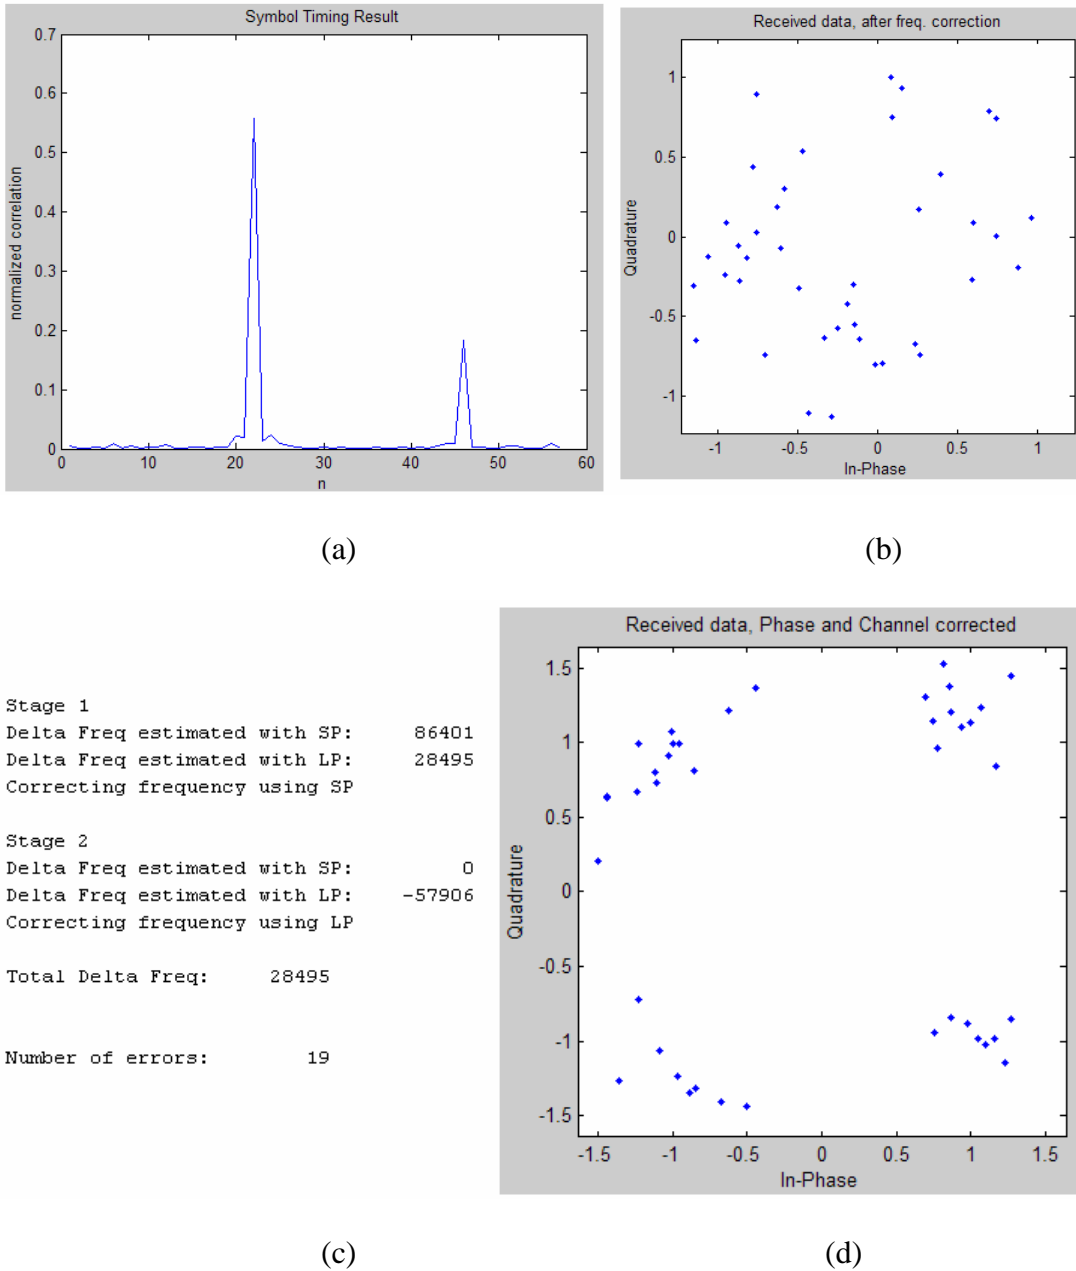 Symbol Timing Result
0.7
0.6
0.5
0.4
0.3
0.2
0.1
0
normalized correlation
0 10 20 30 40 50 60
n
(a)
Received data, after freq. correction
1
0.5
0
-0.5
-1
Quadrature
-1 -0.5 0 0.5 1
In-Phase
(b)
Stage 1
Delta Freq estimated with SP: 86401
Delta Freq estimated with LP: 28495
Correcting frequency using SP
Stage 2
Delta Freq estimated with SP: 0
Delta Freq estimated with LP: -57906
Correcting frequency using LP
Total Delta Freq: 28495
Number of errors: 19
(c)
Received data, Phase and Channel corrected
1.5
1
0.5
0
-0.5
-1
-1.5
Quadrature
-1.5 -1 -0.5 0 0.5 1 1.5
In-Phase
(d)